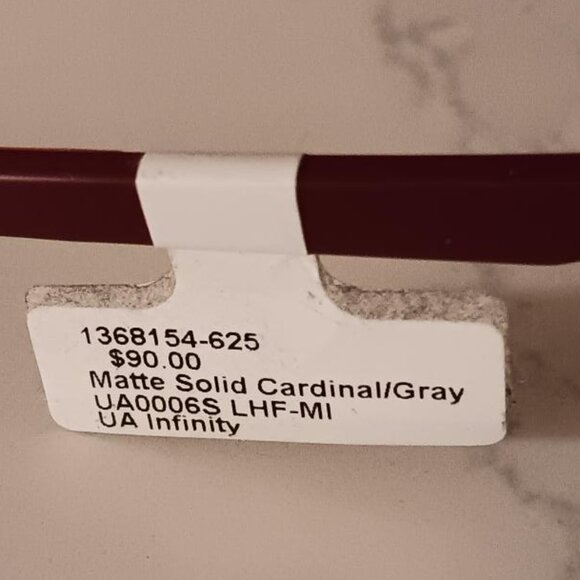 1368154-625
$90.00
Matte Solid Cardinal/Gray
UA0006S LHF-MI
UA Infinity